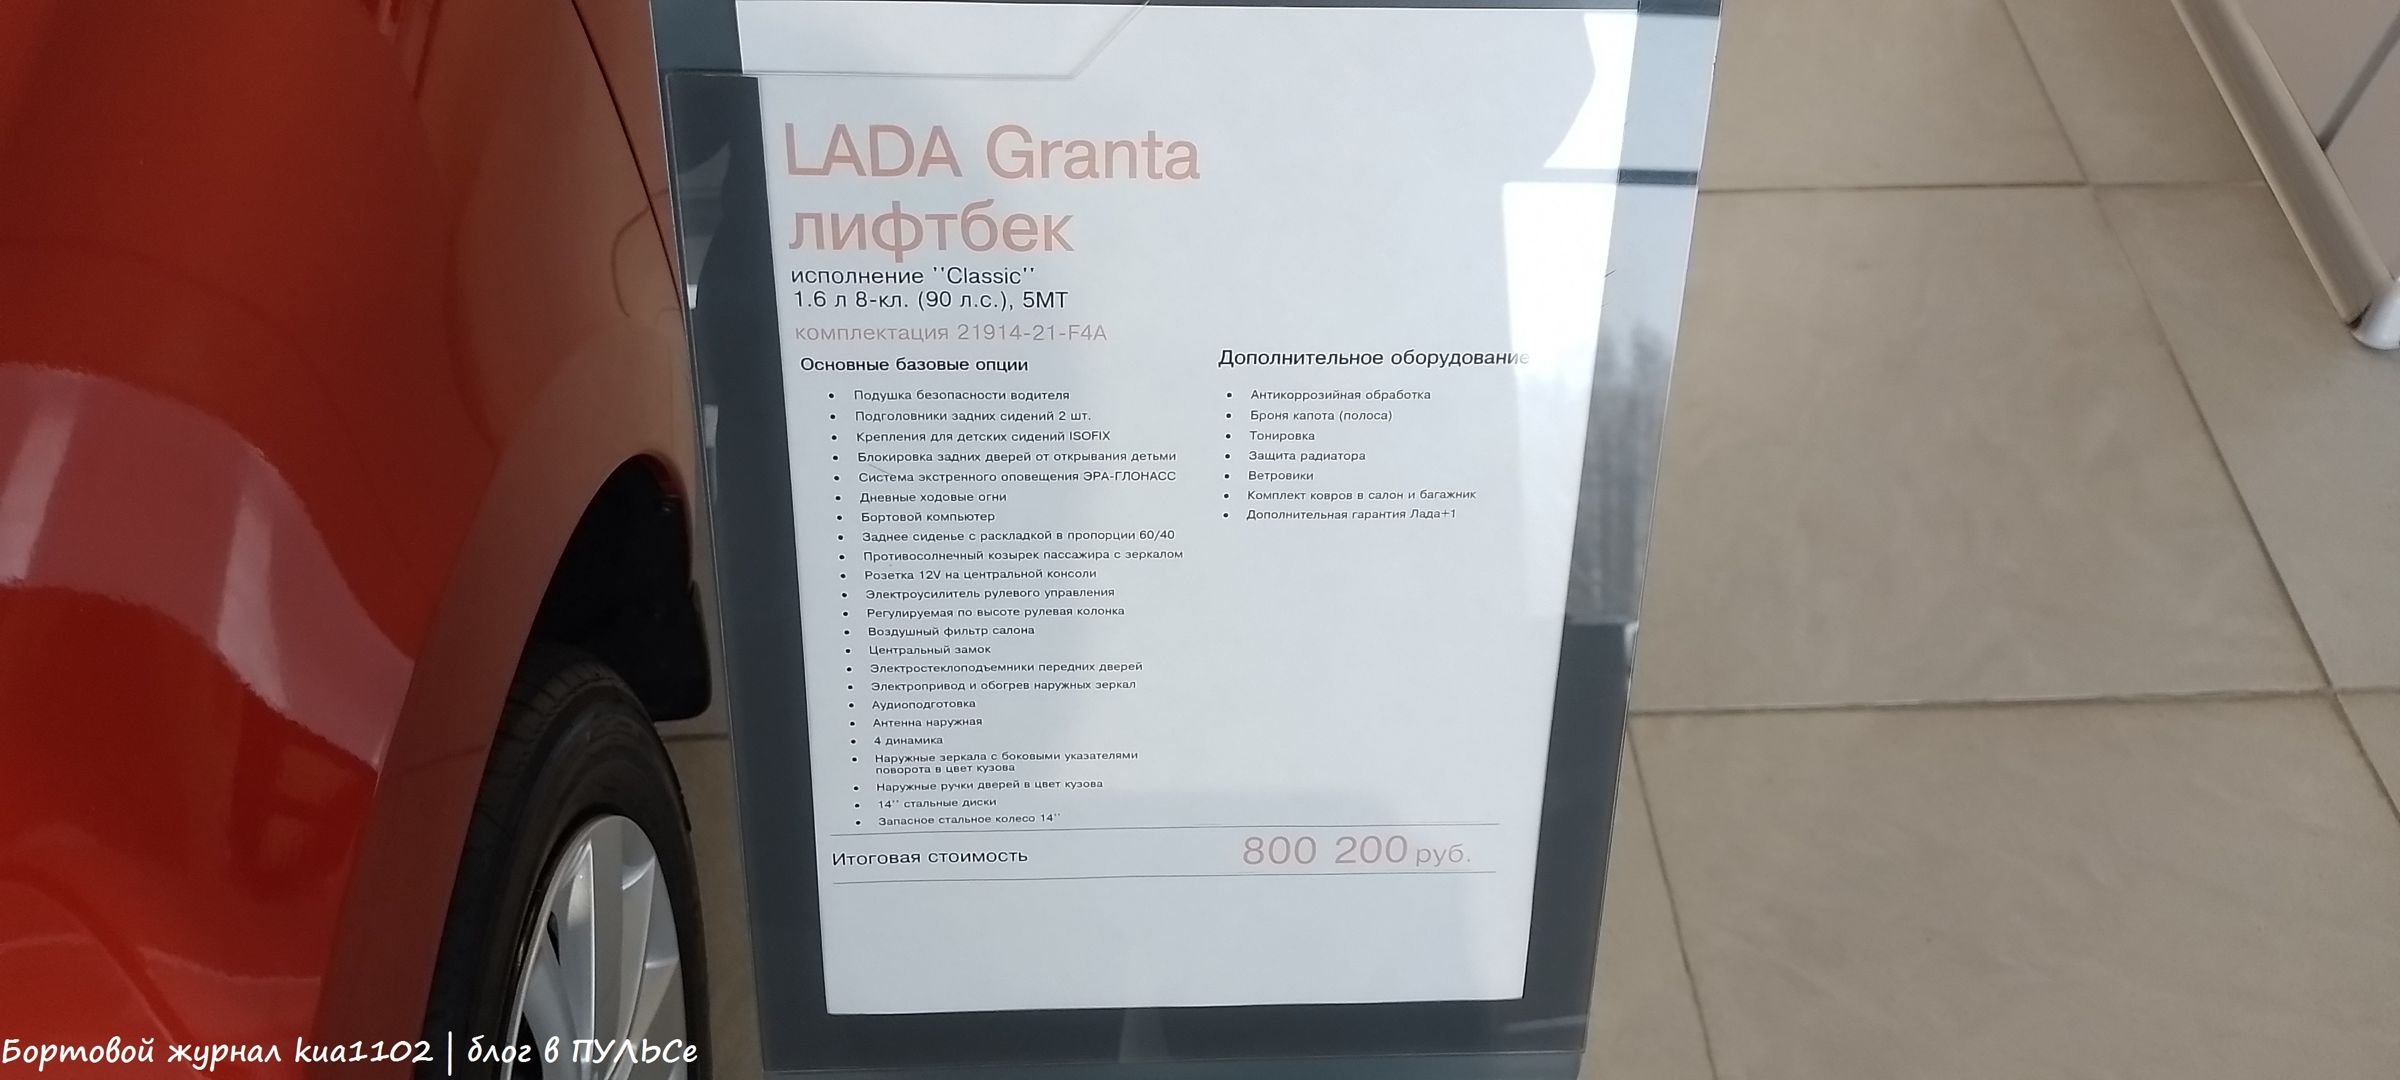 LADA Granta
лифтбек
исполнение ''Classic''
1.6 л 8-кл. (90 л.с.), 5МТ
комплектация 21914-21-F4A
Основные базовые опции
• Подушка безопасности водителя
• Подголовники задних сидений 2 шт.
• Крепления для детских сидений ISOFIX
• Блокировка задних дверей от открывания детьми
• Система экстренного оповещения ЭРА-ГЛОНАСС
• Дневные ходовые огни
• Бортовой компьютер
• Заднее сиденье с раскладкой в пропорции 60/40
• Противосолнечный козырек пассажира с зеркалом
• Розетка 12V на центральной консоли
• Электроусилитель рулевого управления
• Регулируемая по высоте рулевая колонка
• Воздушный фильтр салона
• Центральный замок
• Электростеклоподъемники передних дверей
• Электропривод и обогрев наружных зеркал
• Аудиоподготовка
• Антенна наружная
• 4 динамика
• Наружные зеркала с боковыми указателями
поворота в цвет кузова
• Наружные ручки дверей в цвет кузова
• 14'' стальные диски
• Запасное стальное колесо 14''
Дополнительное оборудование
• Антикоррозийная обработка
• Броня капота (полоса)
• Тонировка
• Защита радиатора
• Ветровики
• Комплект ковров в салон и багажник
• Дополнительная гарантия Лада+1
Итоговая стоимость 800 200 руб.
Бортовой журнал kua1102 | блог в ПУЛЬСе